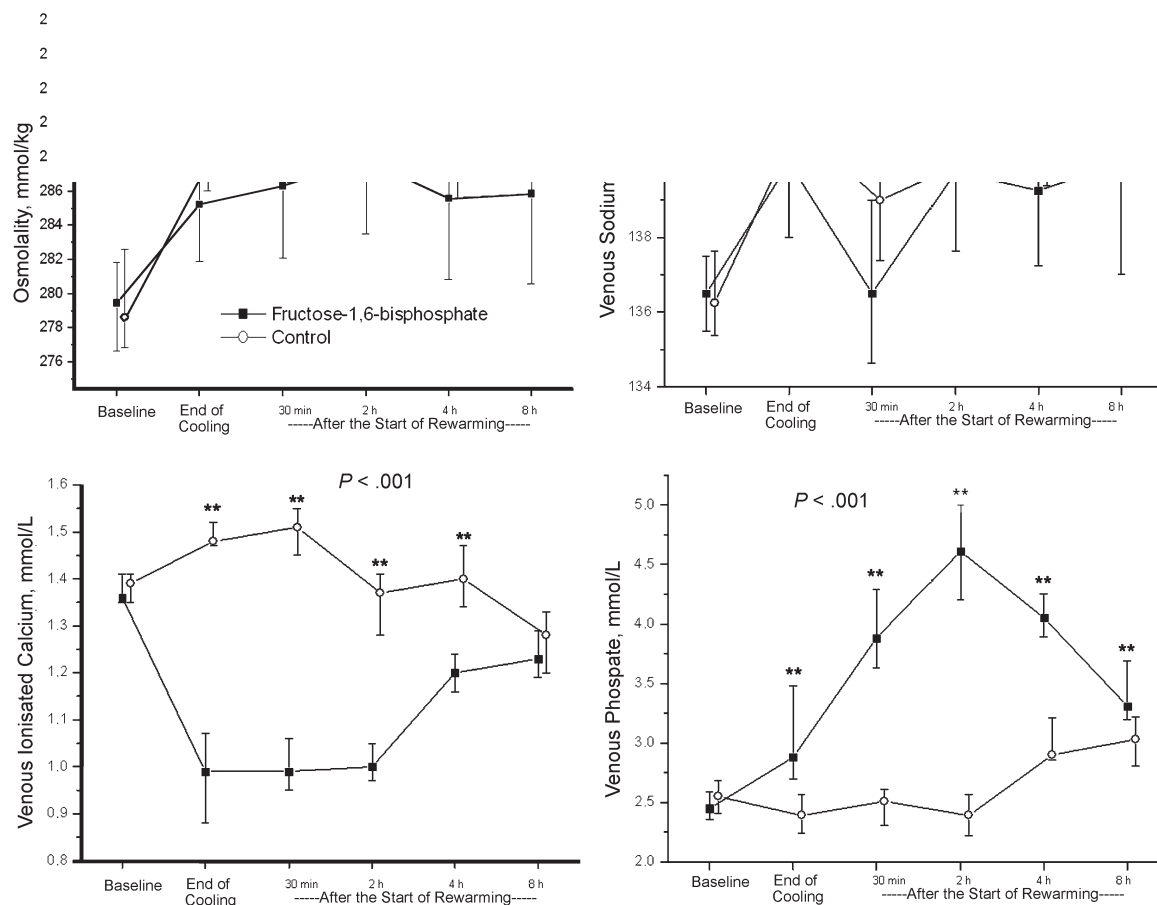 2
2
2
2
2
Osmolality, mmol/kg
286
284
282
280
278
276
Fructose-1,6-bisphosphate
Control
Baseline
End of
Cooling
30 min
2 h
4 h
8 h
-----After the Start of Rewarming-----
Venous Sodium
138
136
134
Baseline
End of
Cooling
30 min
2 h
4 h
8 h
-----After the Start of Rewarming-----
P < .001
Venous Ionisated Calcium, mmol/L
1.6
1.5
1.4
1.3
1.2
1.1
1.0
0.9
0.8
**
**
**
**
Baseline
End of
Cooling
30 min
2 h
4 h
8 h
-----After the Start of Rewarming-----
P < .001
Venous Phospate, mmol/L
5.0
4.5
4.0
3.5
3.0
2.5
2.0
**
**
**
**
**
Baseline
End of
Cooling
30 min
2 h
4 h
8 h
-----After the Start of Rewarming-----